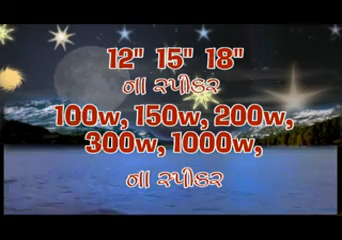 12" 15" 18"
ના સ્પીકર
100w, 150w, 200w,
300w, 1000w,
ના સ્પીકર